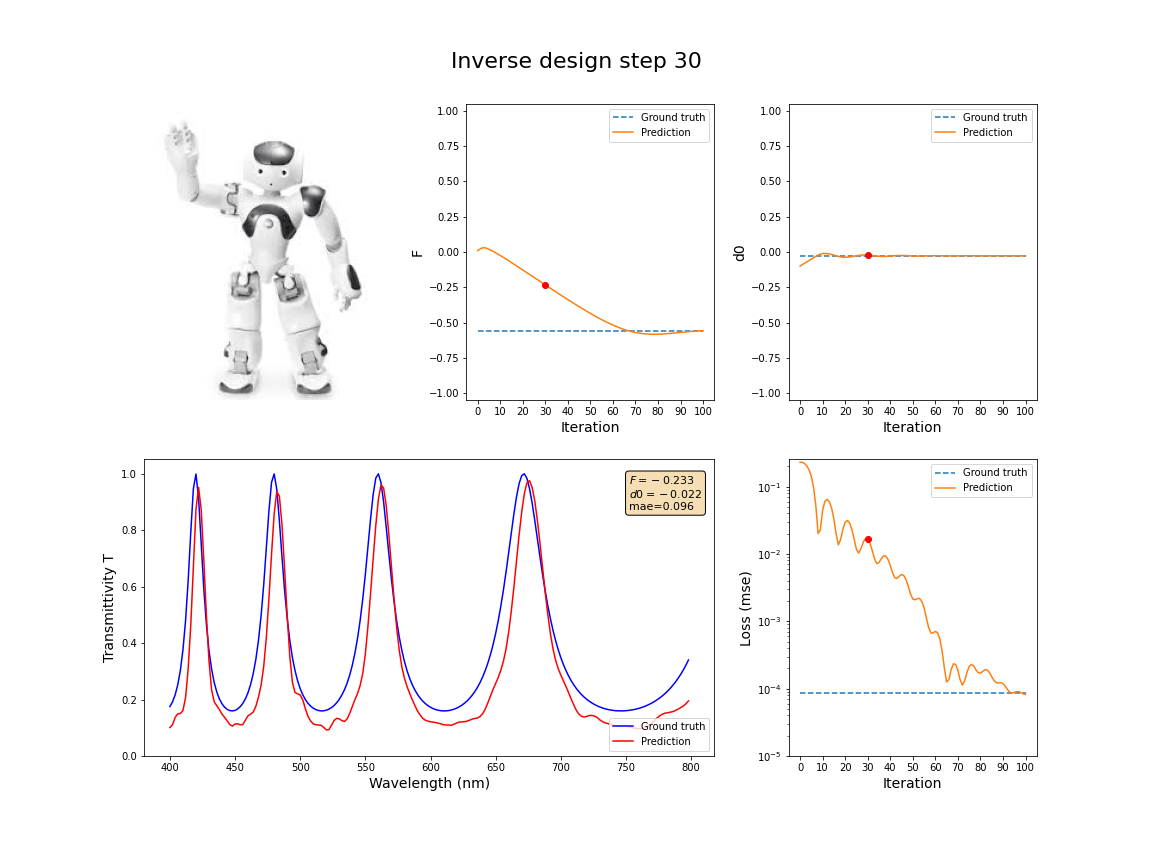 Inverse design step 30
1.00
0.75
0.50
0.25
0.00
−0.25
−0.50
−0.75
−1.00
F
0 10 20 30 40 50 60 70 80 90 100
Iteration
Ground truth
Prediction
1.00
0.75
0.50
0.25
0.00
−0.25
−0.50
−0.75
−1.00
d0
0 10 20 30 40 50 60 70 80 90 100
Iteration
Ground truth
Prediction
1.0
0.8
0.6
0.4
0.2
0.0
Transmittivity T
400 450 500 550 600 650 700 750 800
Wavelength (nm)
F = −0.233
d0 = −0.022
mae=0.096
Ground truth
Prediction
10⁻¹
10⁻²
10⁻³
10⁻⁴
10⁻⁵
Loss (mse)
0 10 20 30 40 50 60 70 80 90 100
Iteration
Ground truth
Prediction